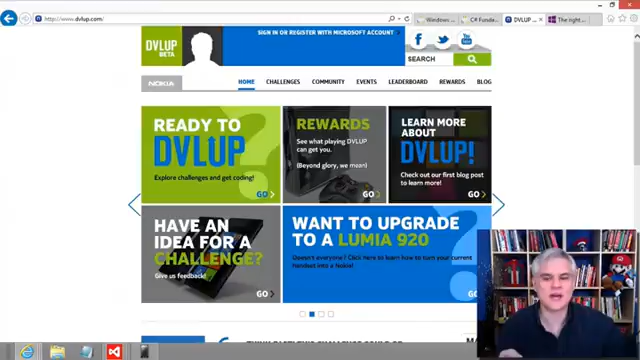 http://www.dvlup.com/
Windows
C# Funda
DVLUP
The right
DVLUP
BETA
SIGN IN OR REGISTER WITH MICROSOFT ACCOUNT
SEARCH
NOKIA
HOME
CHALLENGES
COMMUNITY
EVENTS
LEADERBOARD
REWARDS
BLOG
READY TO
DVLUP
Explore challenges and get coding!
GO
REWARDS
See what playing DVLUP
can get you.
(Beyond glory, we mean)
GO
LEARN MORE
ABOUT
DVLUP!
Check out our first blog post
to learn more!
GO
HAVE AN
IDEA FOR A
CHALLENGE?
Give us feedback!
GO
WANT TO UPGRADE
TO A LUMIA 920
everyone! Click here to learn how to turn your
current handset into a Nokia!
GO